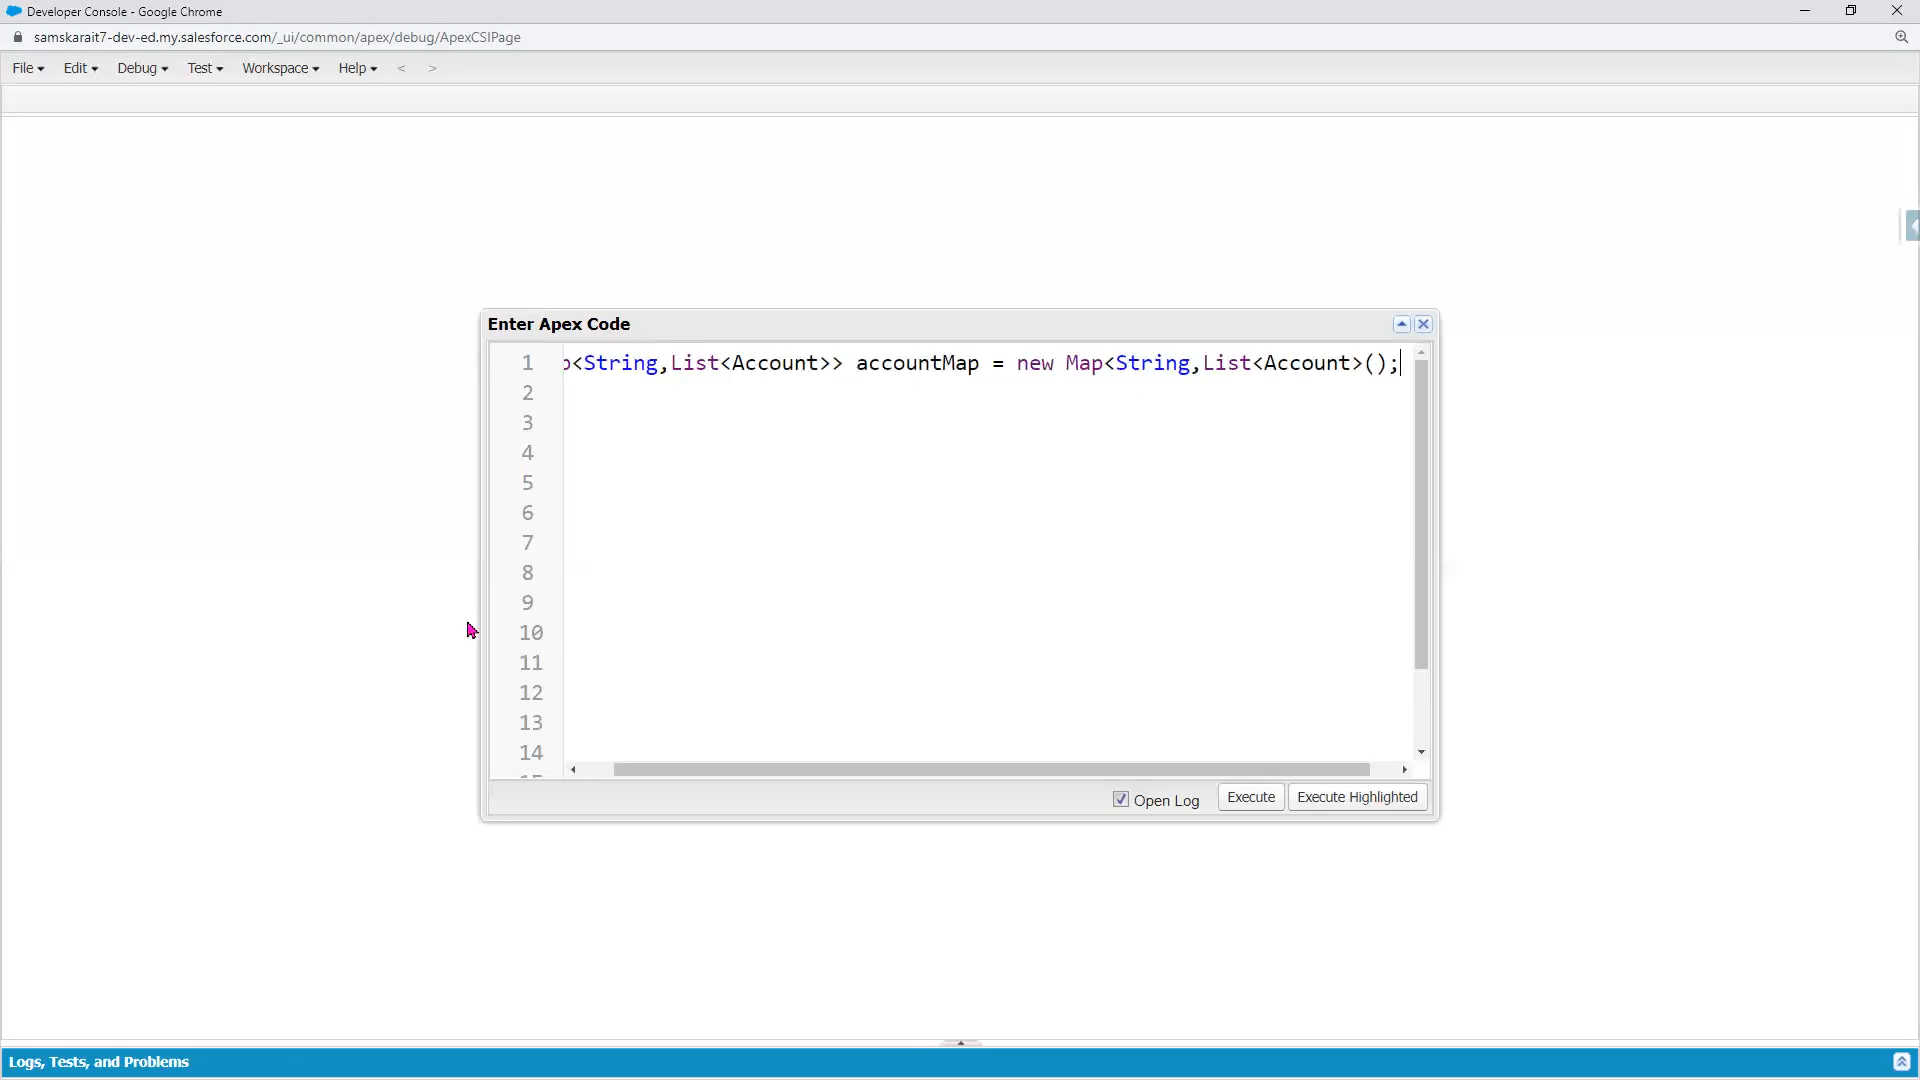 Developer Console - Google Chrome
samskarait7-dev-ed.my.salesforce.com/_ui/common/apex/debug/ApexCSIPage
File Edit Debug Test Workspace Help < >
Enter Apex Code
1 p<String,List<Account>> accountMap = new Map<String,List<Account>();
2
3
4
5
6
7
8
9
10
11
12
13
14
15
Open Log Execute Execute Highlighted
Logs, Tests, and Problems